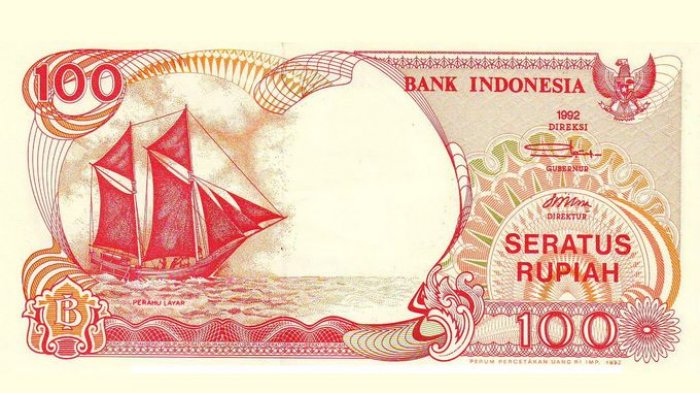 100
BANK INDONESIA
1992
DIREKSI
GUBERNUR
DIREKTUR
SERATUS
RUPIAH
PERAHU LAYAR
100
PERUM PERCETAKAN UANG RI IMP. 1992